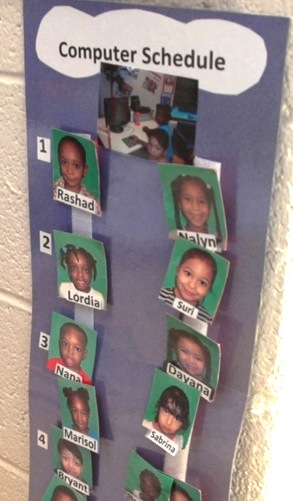 Computer Schedule
1
Rashad
Nalyn
2
Lordia
Suri
3
Nana
Dayana
Marisol
Sabrina
4
Bryant